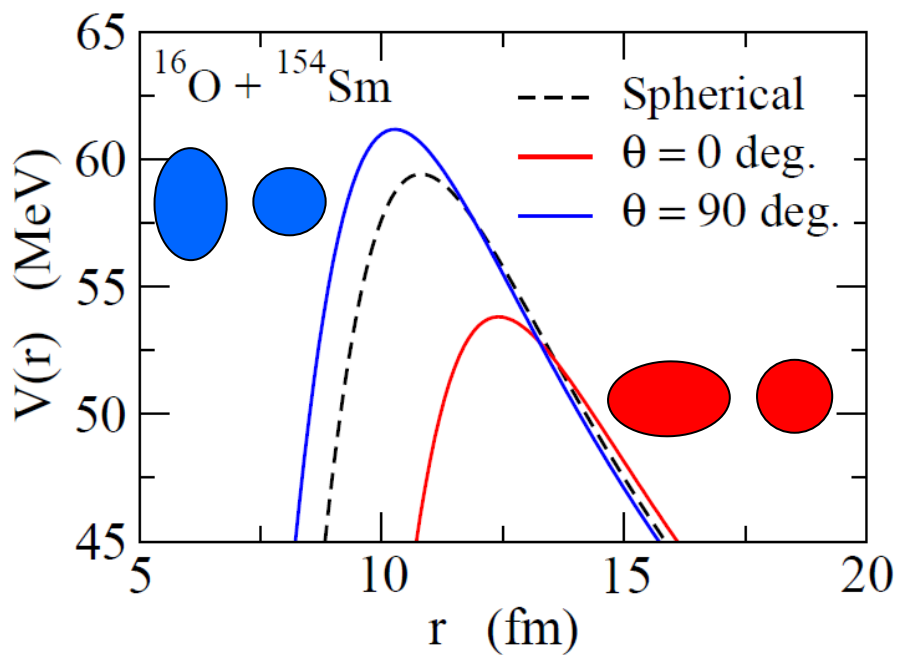 65
60
55
50
45
V(r) (MeV)
¹⁶O + ¹⁵⁴Sm
Spherical
θ = 0 deg.
θ = 90 deg.
5
10
15
20
r (fm)